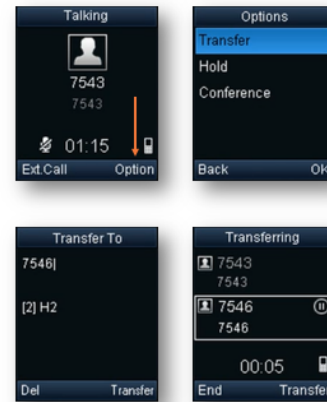 Talking
7543
7543
01:15
Ext.Call Option
Options
Transfer
Hold
Conference
Back OK
Transfer To
7546
[2] H2
Del Transfer
Transferring
7543
7543
7546
7546
00:05
End Transfer